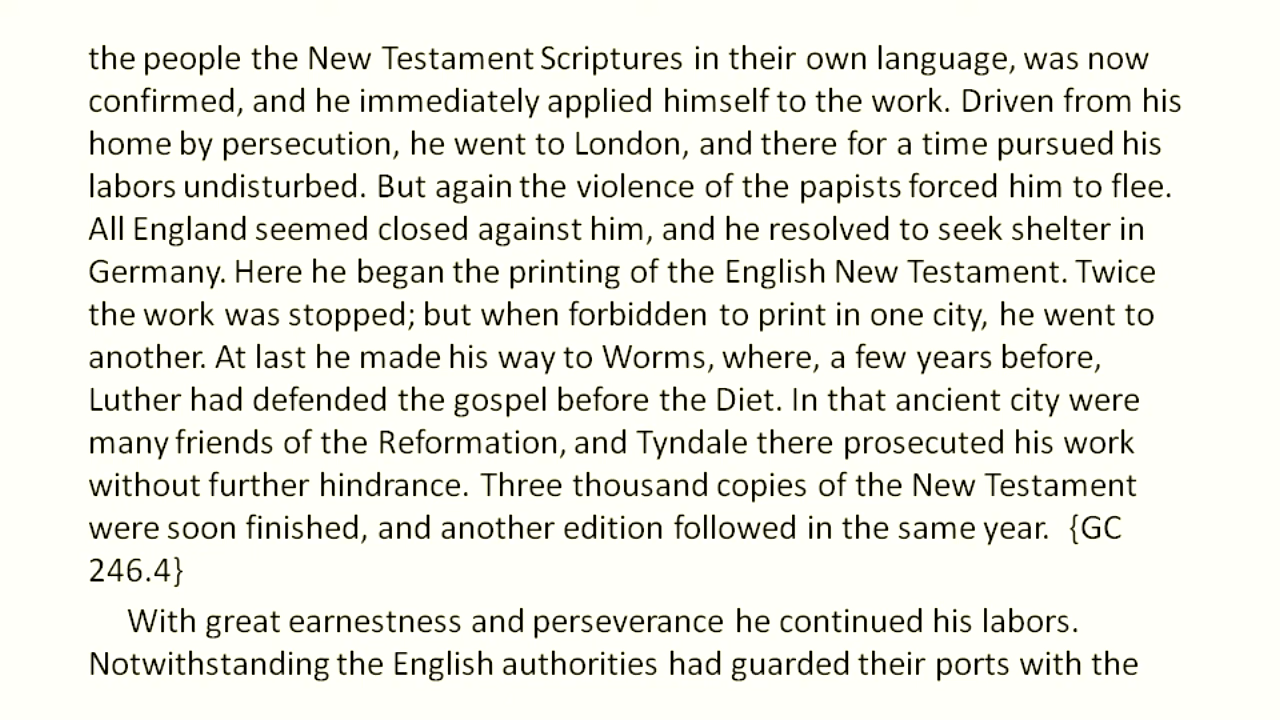 the people the New Testament Scriptures in their own language, was now
confirmed, and he immediately applied himself to the work. Driven from his
home by persecution, he went to London, and there for a time pursued his
labors undisturbed. But again the violence of the papists forced him to flee.
All England seemed closed against him, and he resolved to seek shelter in
Germany. Here he began the printing of the English New Testament. Twice
the work was stopped; but when forbidden to print in one city, he went to
another. At last he made his way to Worms, where, a few years before,
Luther had defended the gospel before the Diet. In that ancient city were
many friends of the Reformation, and Tyndale there prosecuted his work
without further hindrance. Three thousand copies of the New Testament
were soon finished, and another edition followed in the same year.  {GC
246.4}
With great earnestness and perseverance he continued his labors.
Notwithstanding the English authorities had guarded their ports with the